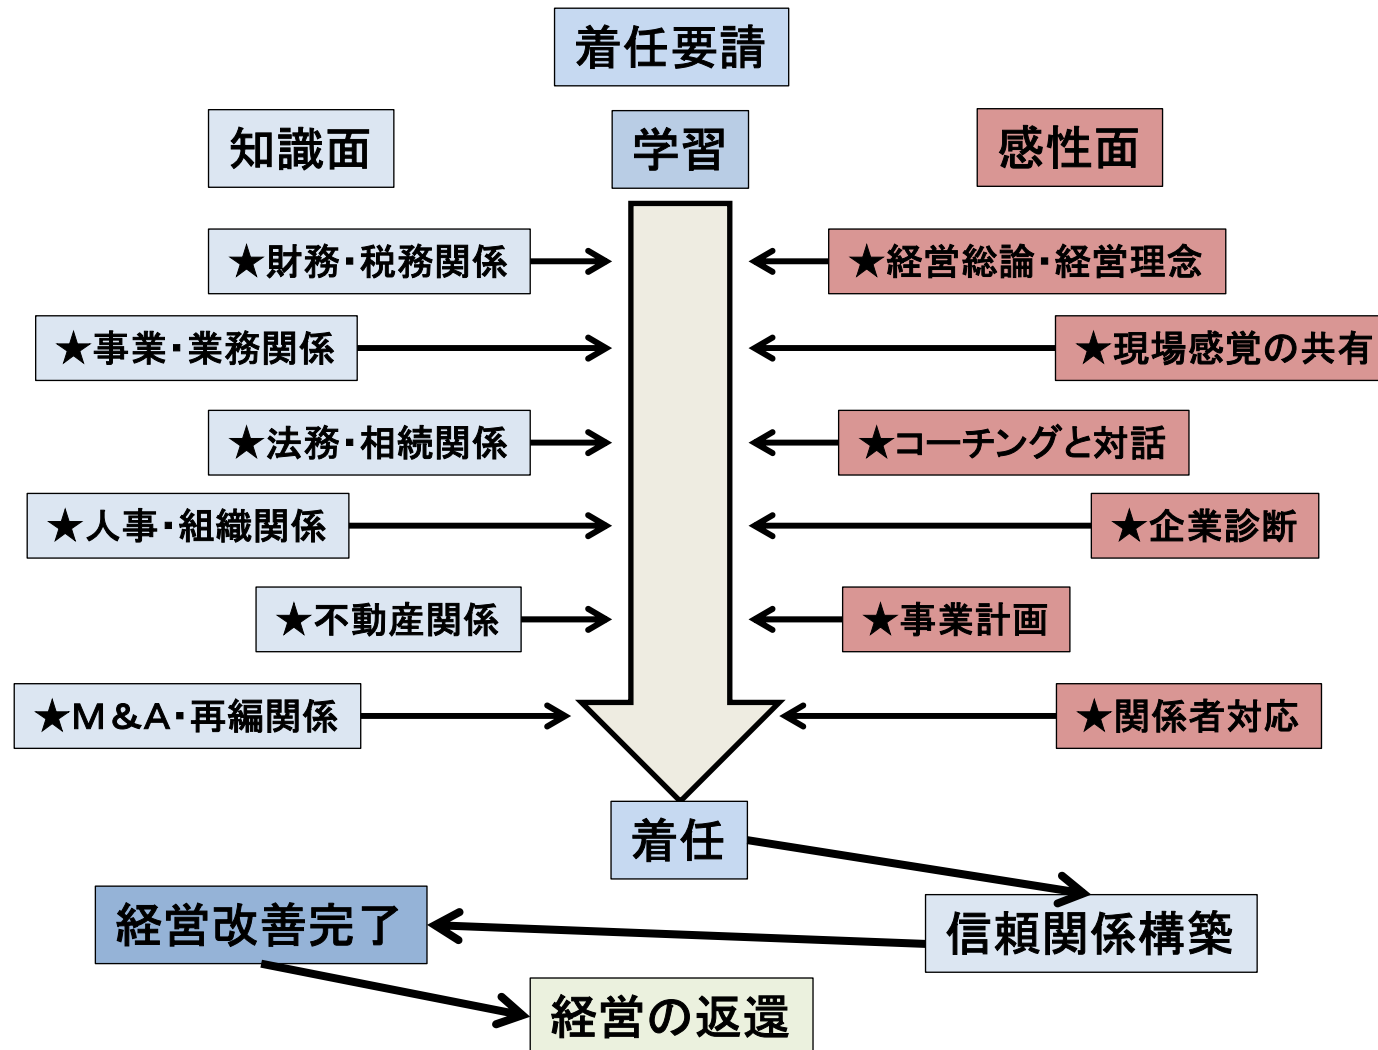 着任要請
知識面
学習
感性面
★財務・税務関係
★経営総論・経営理念
★事業・業務関係
★現場感覚の共有
★法務・相続関係
★コーチングと対話
★人事・組織関係
★企業診断
★不動産関係
★事業計画
★M&A・再編関係
★関係者対応
着任
経営改善完了
信頼関係構築
経営の返還